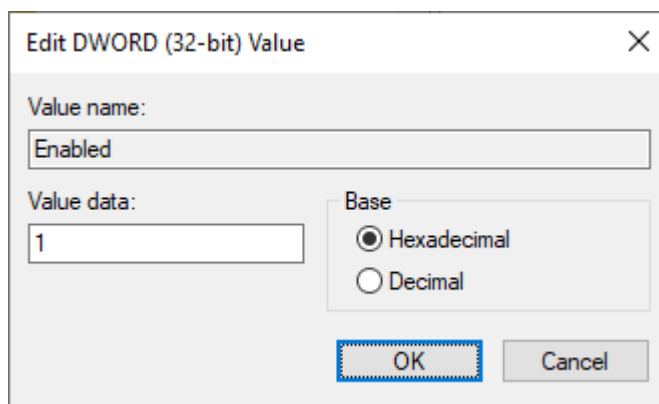 Edit DWORD (32-bit) Value
Value name:
Enabled
Value data:
1
Base
Hexadecimal
Decimal
OK
Cancel